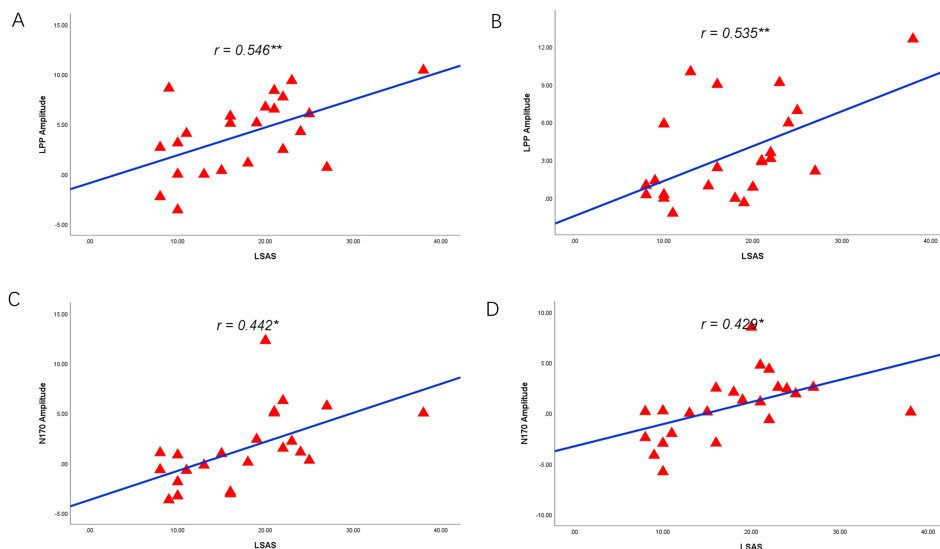 A
r = 0.546**
15.00
10.00
5.00
.00
-5.00
LPP Amplitude
.00 10.00 20.00 30.00 40.00
LSAS
B
r = 0.535**
12.00
9.00
6.00
3.00
.00
LPP Amplitude
.00 10.00 20.00 30.00 40.00
LSAS
C
r = 0.442*
15.00
10.00
5.00
.00
-5.00
N170 Amplitude
.00 10.00 20.00 30.00 40.00
LSAS
D
r = 0.429*
10.00
5.00
.00
-5.00
-10.00
N170 Amplitude
.00 10.00 20.00 30.00 40.00
LSAS